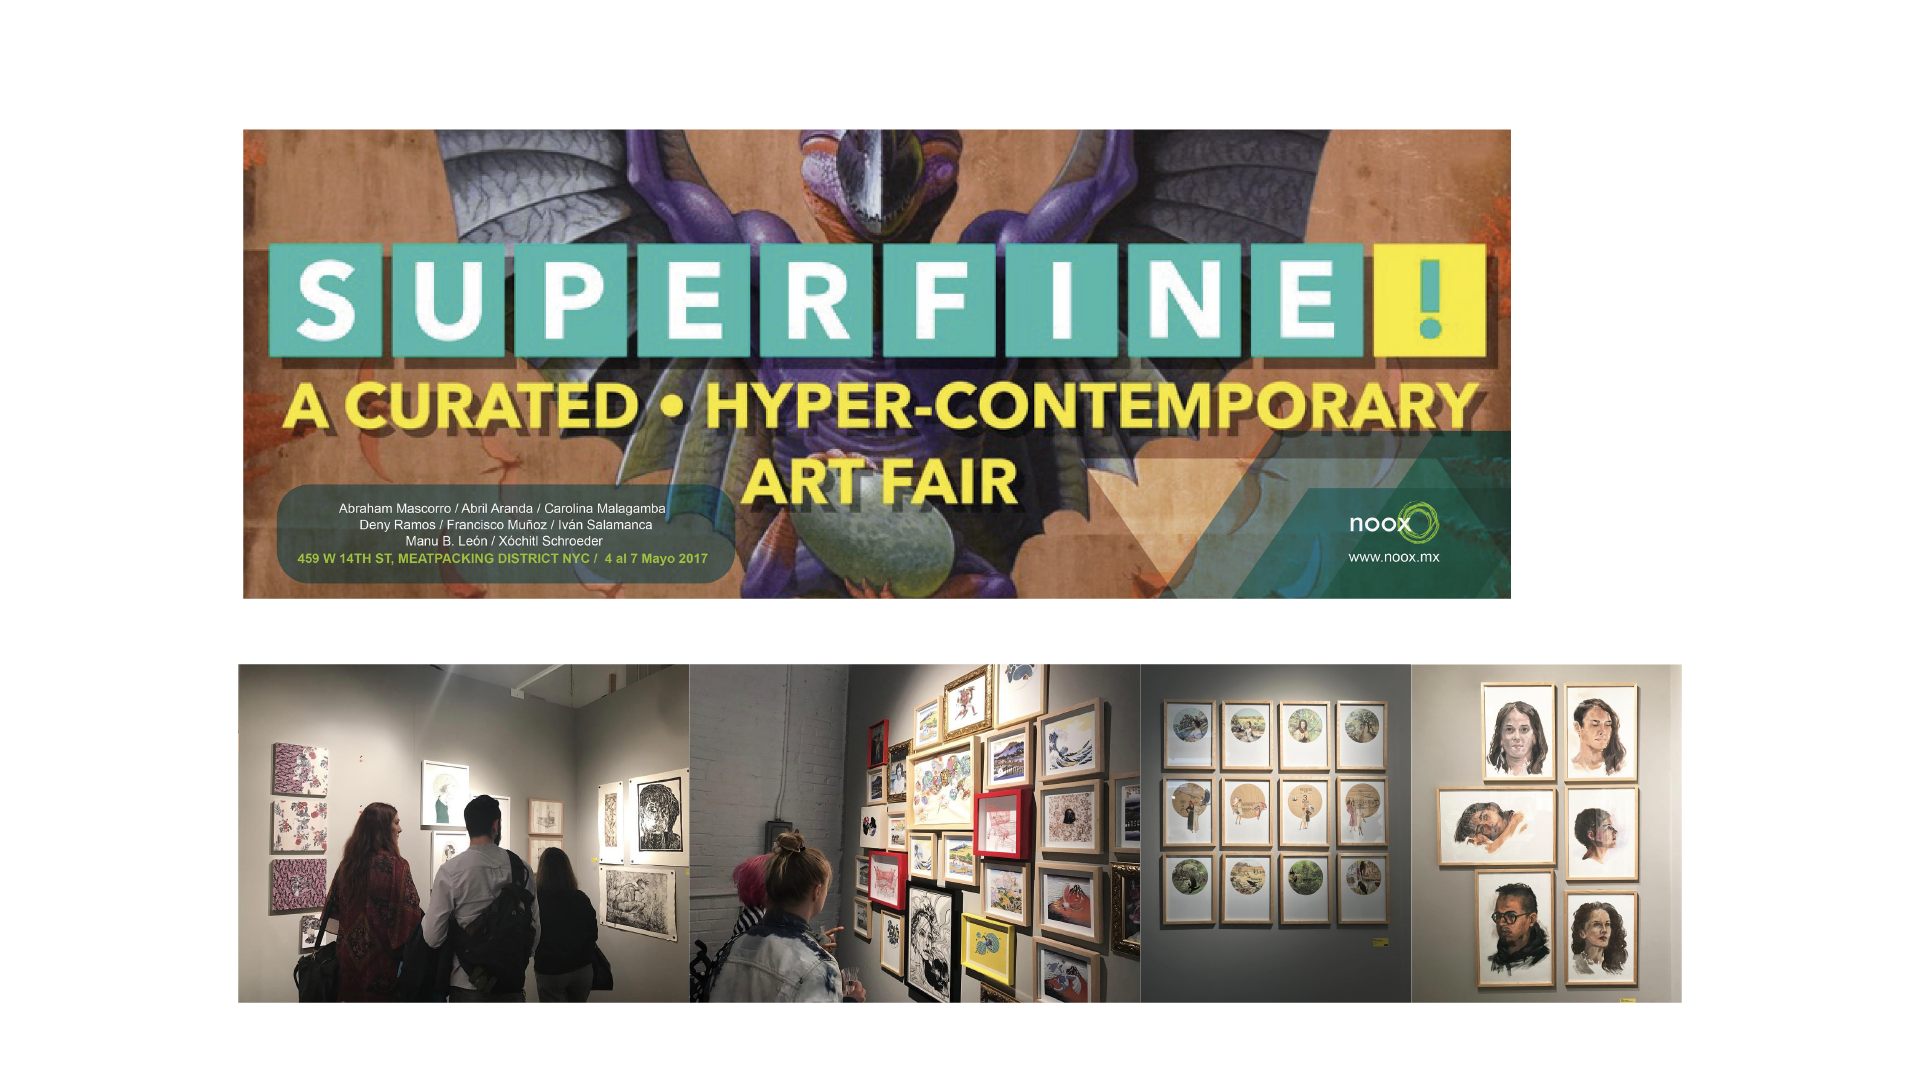 SUPERFINE!
A CURATED • HYPER-CONTEMPORARY
ART FAIR
Abraham Mascorro / Abril Aranda / Carolina Malagamba
Deny Ramos / Francisco Muñoz / Iván Salamanca
Manu B. León / Xóchitl Schroeder
459 W 14TH ST, MEATPACKING DISTRICT NYC / 4 al 7 Mayo 2017
noox
www.noox.mx